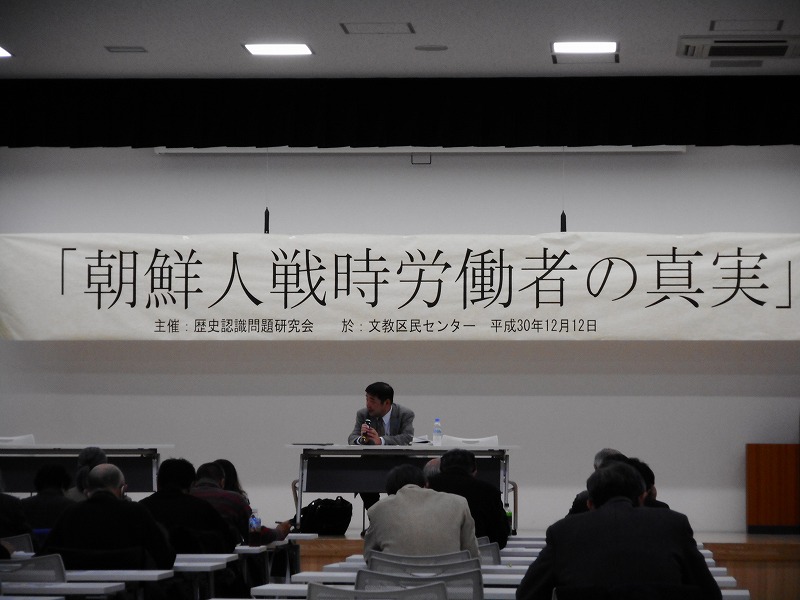 「朝鮮人戦時労働者の真実」
主催：歴史認識問題研究会　於：文教区民センター　平成30年12月12日